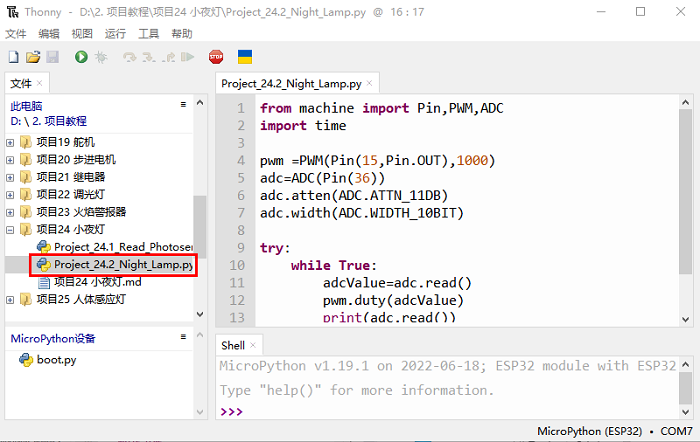 Thonny - D:\2. 项目教程\项目24 小夜灯\Project_24.2_Night_Lamp.py @ 16 : 17
文件 编辑 视图 运行 工具 帮助
STOP
文件
此电脑
D: \ 2. 项目教程
项目19 舵机
项目20 步进电机
项目21 继电器
项目22 调光灯
项目23 火焰警报器
项目24 小夜灯
Project_24.1_Read_Photoser
Project_24.2_Night_Lamp.py
项目24 小夜灯.md
项目25 人体感应灯
MicroPython设备
boot.py
Project_24.2_Night_Lamp.py
1 from machine import Pin,PWM,ADC
2 import time
3
4 pwm =PWM(Pin(15,Pin.OUT),1000)
5 adc=ADC(Pin(36))
6 adc.atten(ADC.ATTN_11DB)
7 adc.width(ADC.WIDTH_10BIT)
8
9 try:
10 while True:
11 adcValue=adc.read()
12 pwm.duty(adcValue)
13 print(adc.read())
Shell
MicroPython v1.19.1 on 2022-06-18; ESP32 module with ESP32
Type "help()" for more information.
>>>
MicroPython (ESP32) • COM7